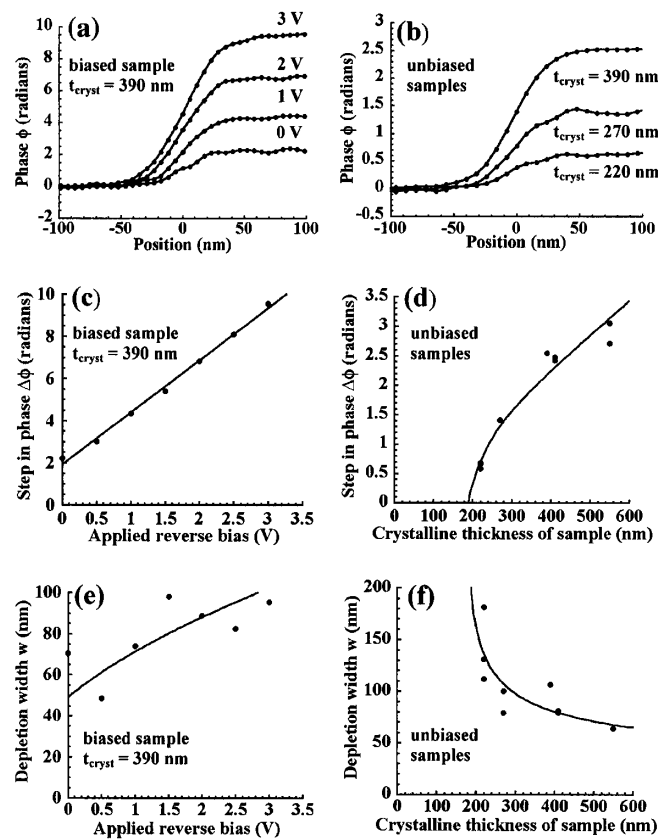 (a)
biased sample
t_cryst = 390 nm
3 V
2 V
1 V
0 V
10
8
6
4
2
0
-2
-100 -50 0 50 100
Phase ϕ (radians)
Position (nm)
(b)
unbiased
samples
t_cryst = 390 nm
t_cryst = 270 nm
t_cryst = 220 nm
3
2.5
2
1.5
1
0.5
0
-0.5
-100 -50 0 50 100
Phase ϕ (radians)
Position (nm)
(c)
biased sample
t_cryst = 390 nm
10
8
6
4
2
0
0 0.5 1 1.5 2 2.5 3 3.5
Step in phase Δϕ (radians)
Applied reverse bias (V)
(d)
unbiased
samples
3.5
3
2.5
2
1.5
1
0.5
0
0 100 200 300 400 500 600
Step in phase Δϕ (radians)
Crystalline thickness of sample (nm)
(e)
biased sample
t_cryst = 390 nm
100
80
60
40
20
0
0 0.5 1 1.5 2 2.5 3 3.5
Depletion width w (nm)
Applied reverse bias (V)
(f)
unbiased
samples
200
150
100
50
0
0 100 200 300 400 500 600
Depletion width w (nm)
Crystalline thickness of sample (nm)